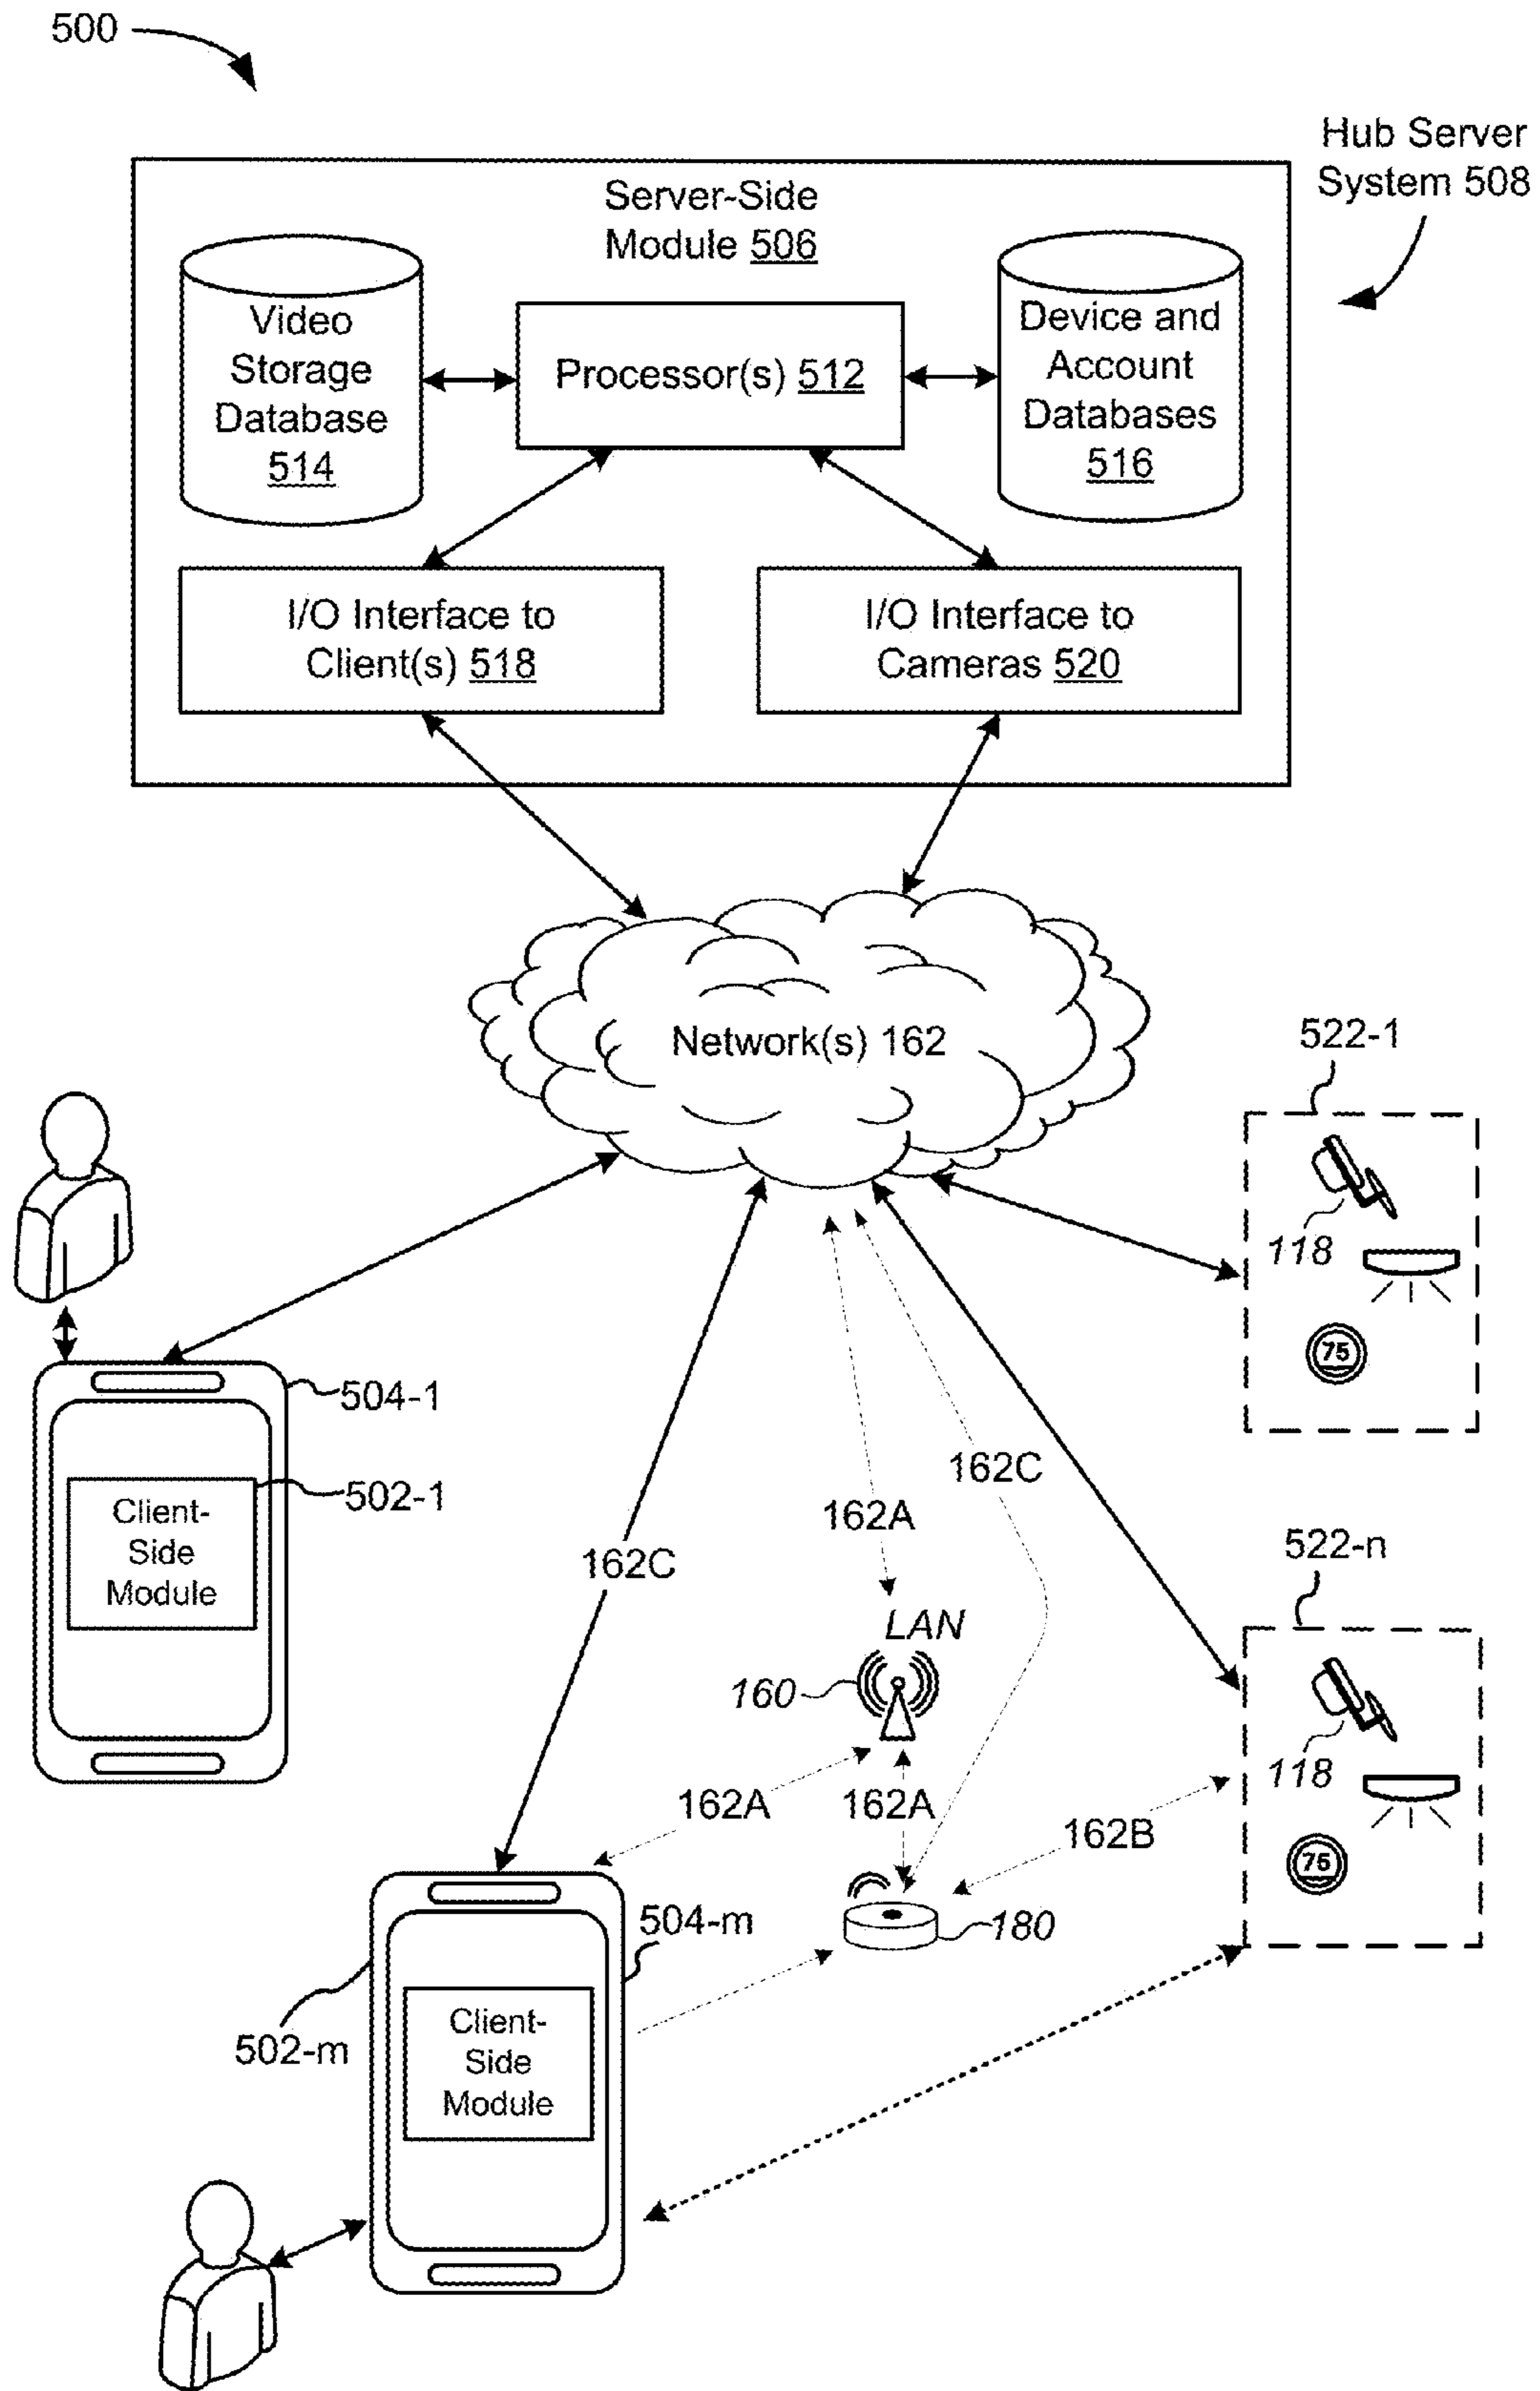 500
Hub Server
System 508
Server-Side
Module 506
Video
Storage
Database
514
Processor(s) 512
Device and
Account
Databases
516
I/O Interface to
Client(s) 518
I/O Interface to
Cameras 520
Network(s) 162
522-1
118
75
504-1
502-1
Client-
Side
Module
162C
162A
162C
522-n
LAN
160
118
162A
162A
162B
75
504-m
180
502-m
Client-
Side
Module